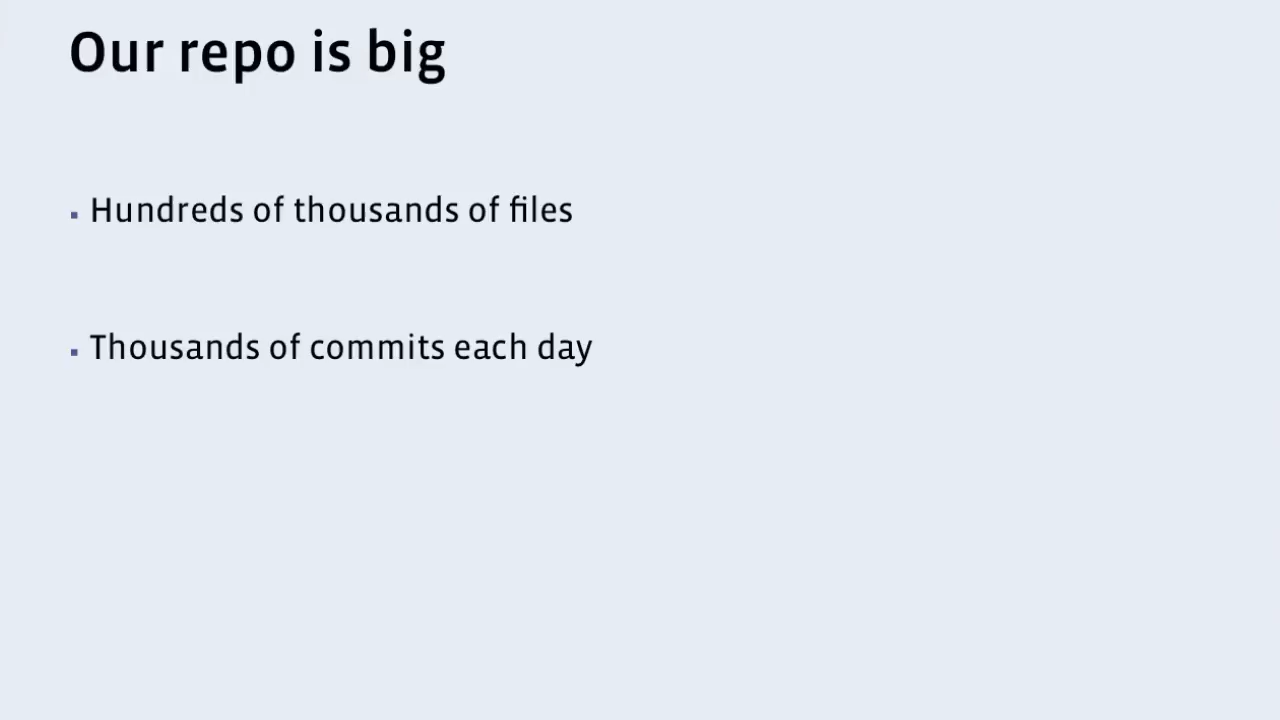 Our repo is big
▪ Hundreds of thousands of files
▪ Thousands of commits each day